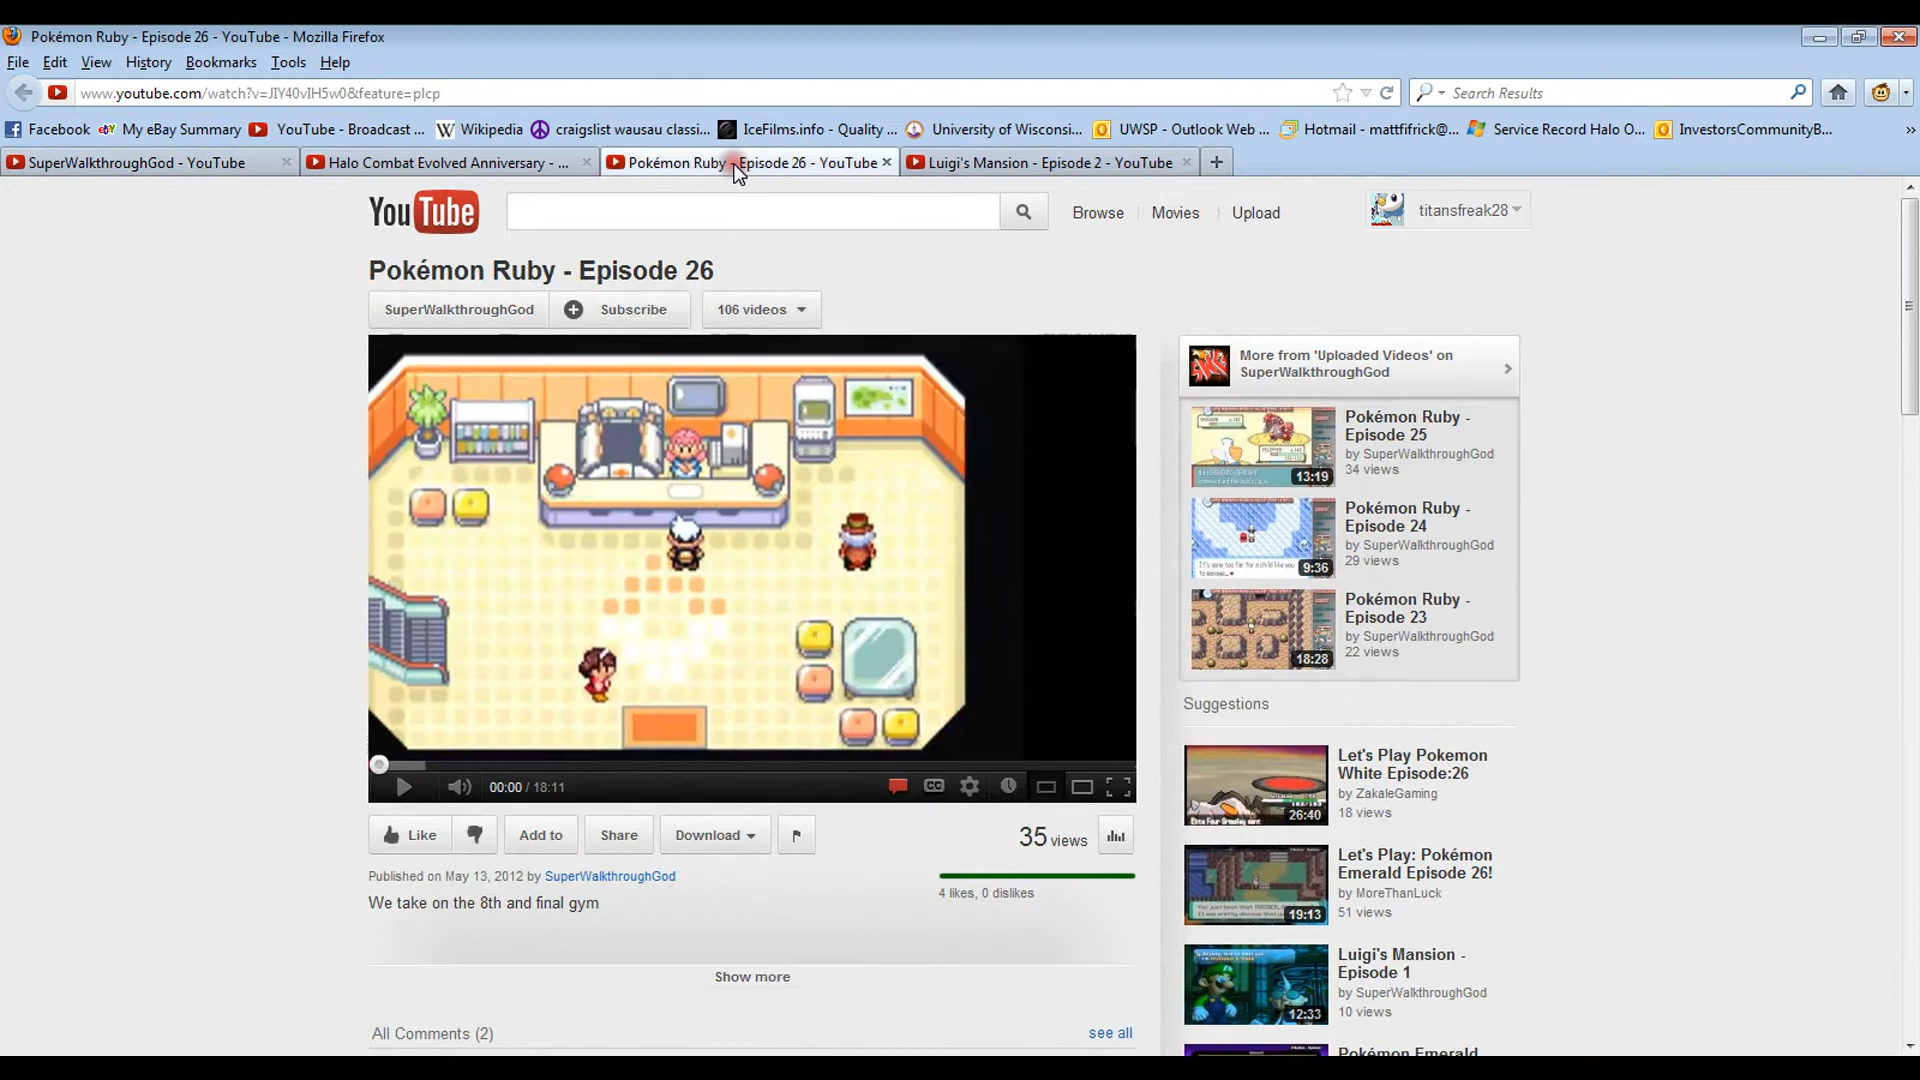 Pokémon Ruby - Episode 26 - YouTube - Mozilla Firefox
File Edit View History Bookmarks Tools Help
www.youtube.com/watch?v=JIY40vIH5w0&feature=plcp
Search Results
Facebook My eBay Summary YouTube - Broadcast ... Wikipedia craigslist wausau classi... IceFilms.info - Quality ... University of Wisconsi... UWSP - Outlook Web ... Hotmail - mattfifrick@... Service Record Halo O... InvestorsCommunityB...
SuperWalkthroughGod - YouTube
Halo Combat Evolved Anniversary - ...
Pokémon Ruby - Episode 26 - YouTube
Luigi's Mansion - Episode 2 - YouTube
YouTube
Browse Movies Upload
titansfreak28
Pokémon Ruby - Episode 26
SuperWalkthroughGod Subscribe 106 videos
00:00 / 18:11
CC
Like Add to Share Download
35 views
Published on May 13, 2012 by SuperWalkthroughGod
4 likes, 0 dislikes
We take on the 8th and final gym
Show more
All Comments (2)
see all
More from 'Uploaded Videos' on
SuperWalkthroughGod
Pokémon Ruby -
Episode 25
by SuperWalkthroughGod
34 views
13:19
Pokémon Ruby -
Episode 24
by SuperWalkthroughGod
29 views
9:36
Pokémon Ruby -
Episode 23
by SuperWalkthroughGod
22 views
18:28
Suggestions
Let's Play Pokemon
White Episode:26
by ZakaleGaming
18 views
26:40
Let's Play: Pokémon
Emerald Episode 26!
by MoreThanLuck
51 views
19:13
Luigi's Mansion -
Episode 1
by SuperWalkthroughGod
10 views
12:33
Pokémon Emerald